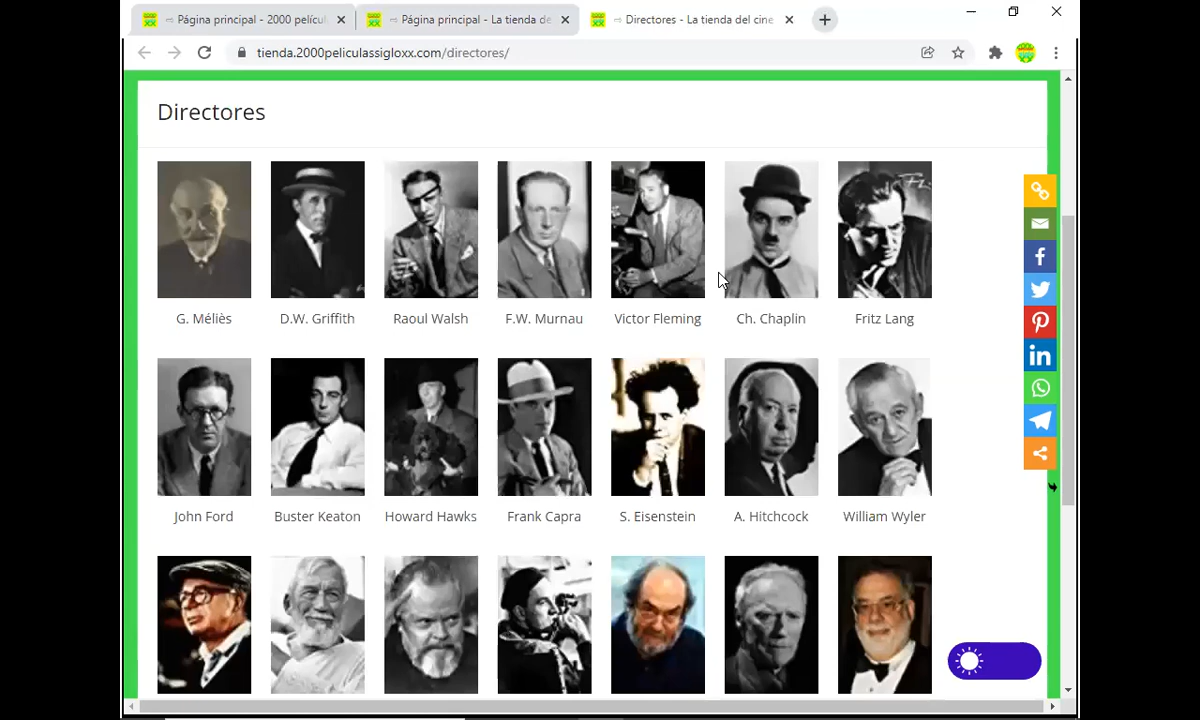 Página principal - 2000 pelícu
Página principal - La tienda de
Directores - La tienda del cine
tienda.2000peliculassigloxx.com/directores/
Directores
G. Méliès
D.W. Griffith
Raoul Walsh
F.W. Murnau
Victor Fleming
Ch. Chaplin
Fritz Lang
John Ford
Buster Keaton
Howard Hawks
Frank Capra
S. Eisenstein
A. Hitchcock
William Wyler